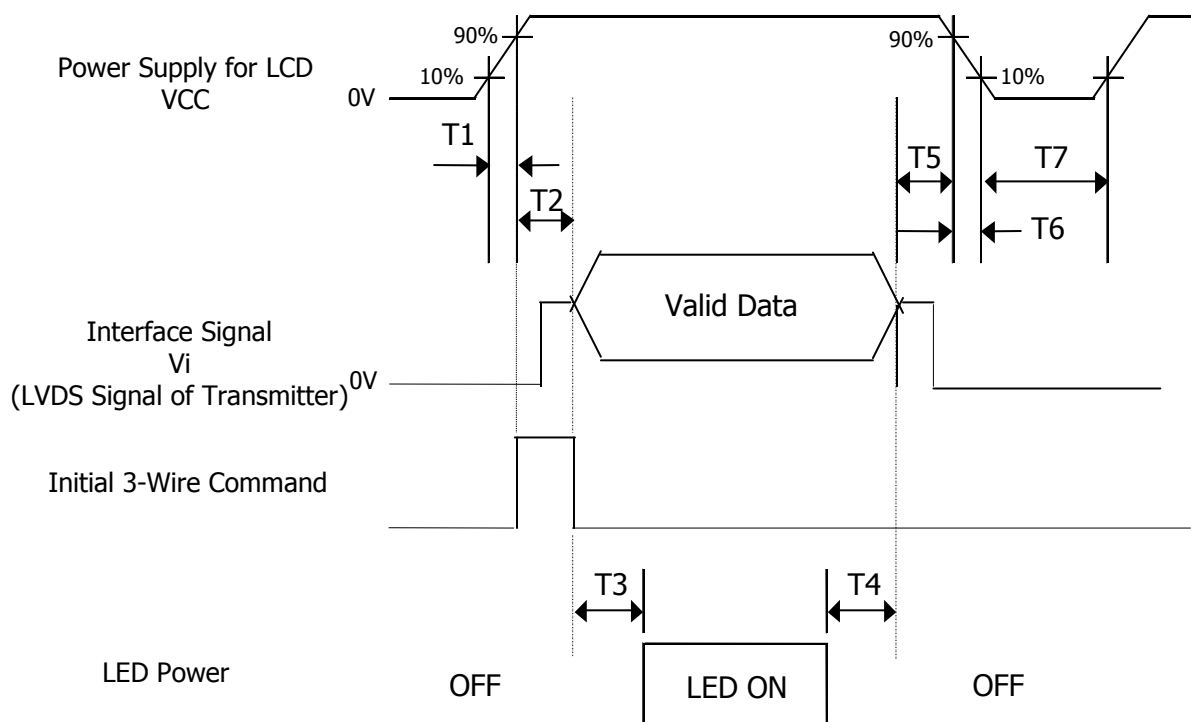 90%
90%
Power Supply for LCD
VCC
10%
10%
0V
T1
T5
T7
T2
T6
Valid Data
Interface Signal
Vi
(LVDS Signal of Transmitter)
0V
Initial 3-Wire Command
T3
T4
LED Power
OFF
LED ON
OFF